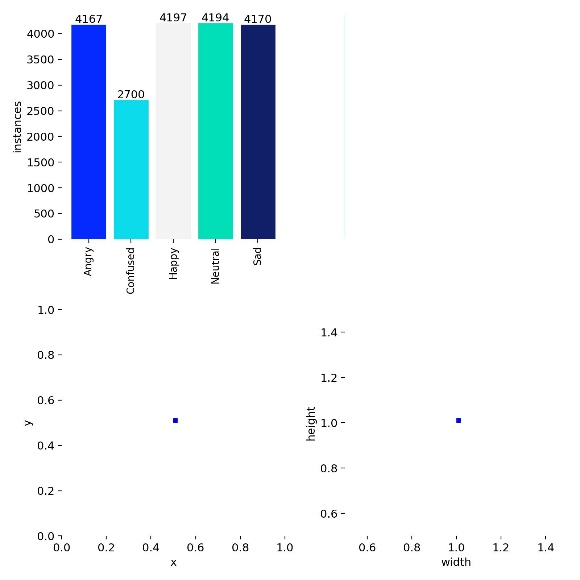 4167
2700
4197
4194
4170
4000
3500
3000
2500
2000
1500
1000
500
0
instances
Angry
Confused
Happy
Neutral
Sad
1.0
0.8
0.6
0.4
0.2
0.0
y
0.0 0.2 0.4 0.6 0.8 1.0
x
1.4
1.2
1.0
0.8
0.6
height
0.6 0.8 1.0 1.2 1.4
width